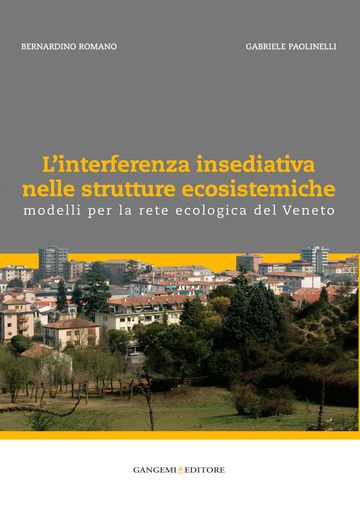 BERNARDINO ROMANO GABRIELE PAOLINELLI
L'interferenza insediativa
nelle strutture ecosistemiche
modelli per la rete ecologica del Veneto
GANGEMI EDITORE